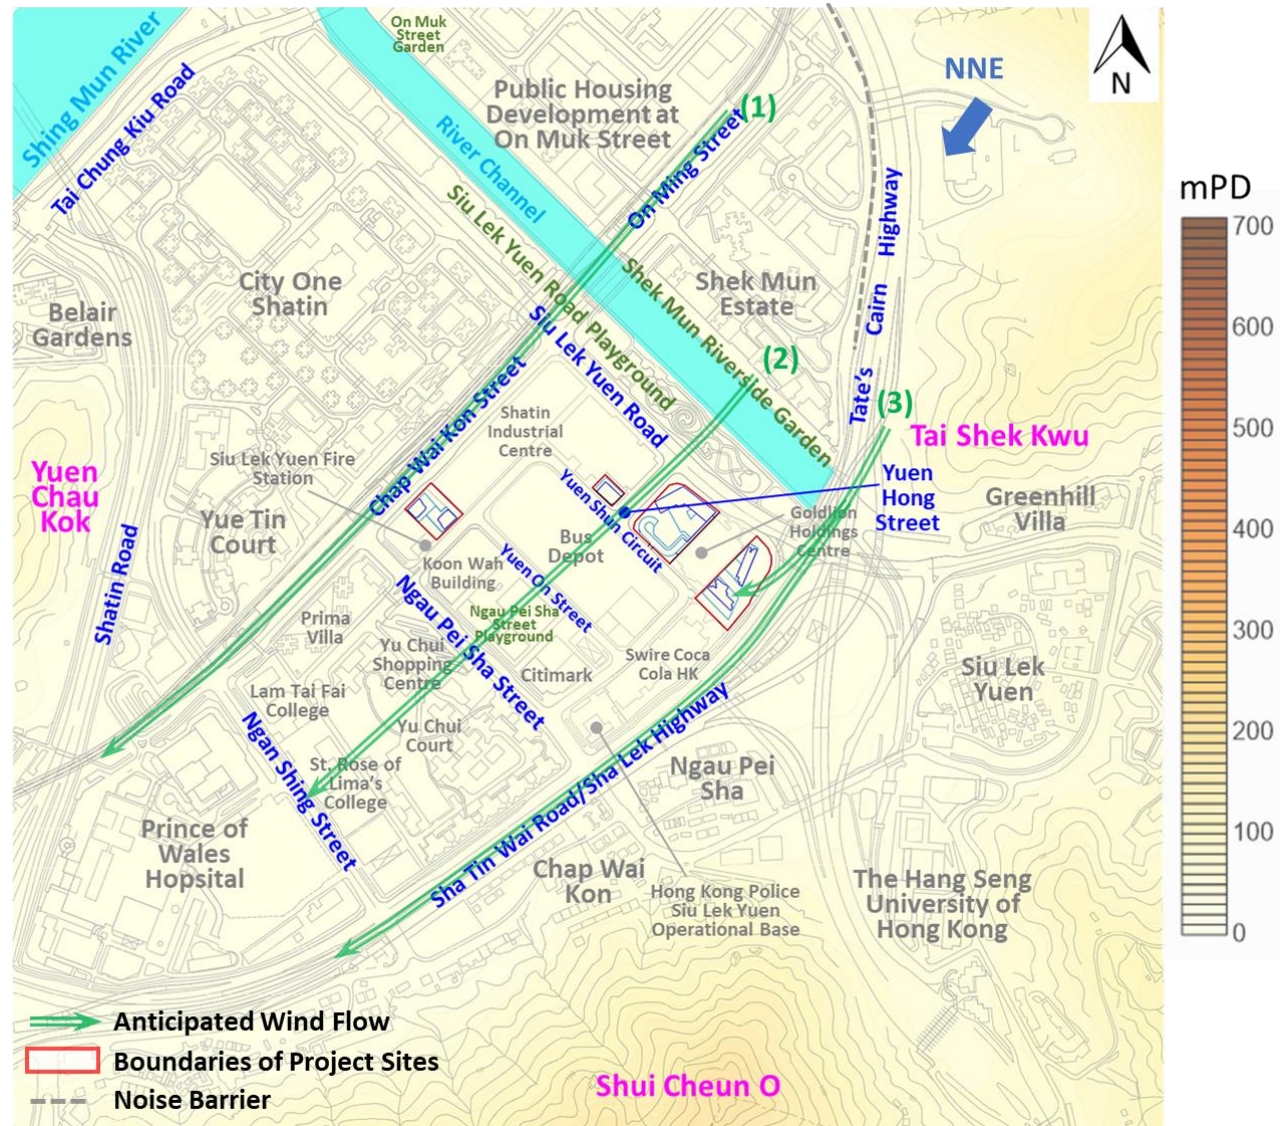 On Muk
Street
Garden
NNE
N
Shing Mun River
Tai Chung Kiu Road
Public Housing
Development at
On Muk Street
(1)
River Channel
On Ming Street
Tate's Cairn Highway
mPD
700
600
500
400
300
200
100
0
Siu Lek Yuen Road Playground
Shek Mun Riverside Garden
City One
Shatin
Shek Mun
Estate
Belair
Gardens
Siu Lek Yuen Road
(2)
(3)
Tai Shek Kwu
Chap Wai Kon Street
Shatin
Industrial
Centre
Siu Lek Yuen Fire
Station
Yuen
Chau
Kok
Yuen Shun Circuit
Yuen
Hong
Street
Greenhill
Villa
Goldlion
Holdings
Centre
Yue Tin
Court
Bus
Depot
Koon Wah
Building
Yuen On Street
Shatin Road
Ngau Pei Sha Street
Ngau Pei Sha
Street
Playground
Prima
Villa
Yu Chui
Shopping
Centre
Citimark
Swire Coca
Cola HK
Siu Lek
Yuen
Lam Tai Fai
College
Yu Chui
Court
Ngan Shing Street
St. Rose of
Lima's
College
Sha Tin Wai Road/Sha Lek Highway
Ngau Pei
Sha
Prince of
Wales
Hopsital
Chap Wai
Kon
Hong Kong Police
Siu Lek Yuen
Operational Base
The Hang Seng
University of
Hong Kong
Anticipated Wind Flow
Boundaries of Project Sites
Noise Barrier
Shui Cheun O